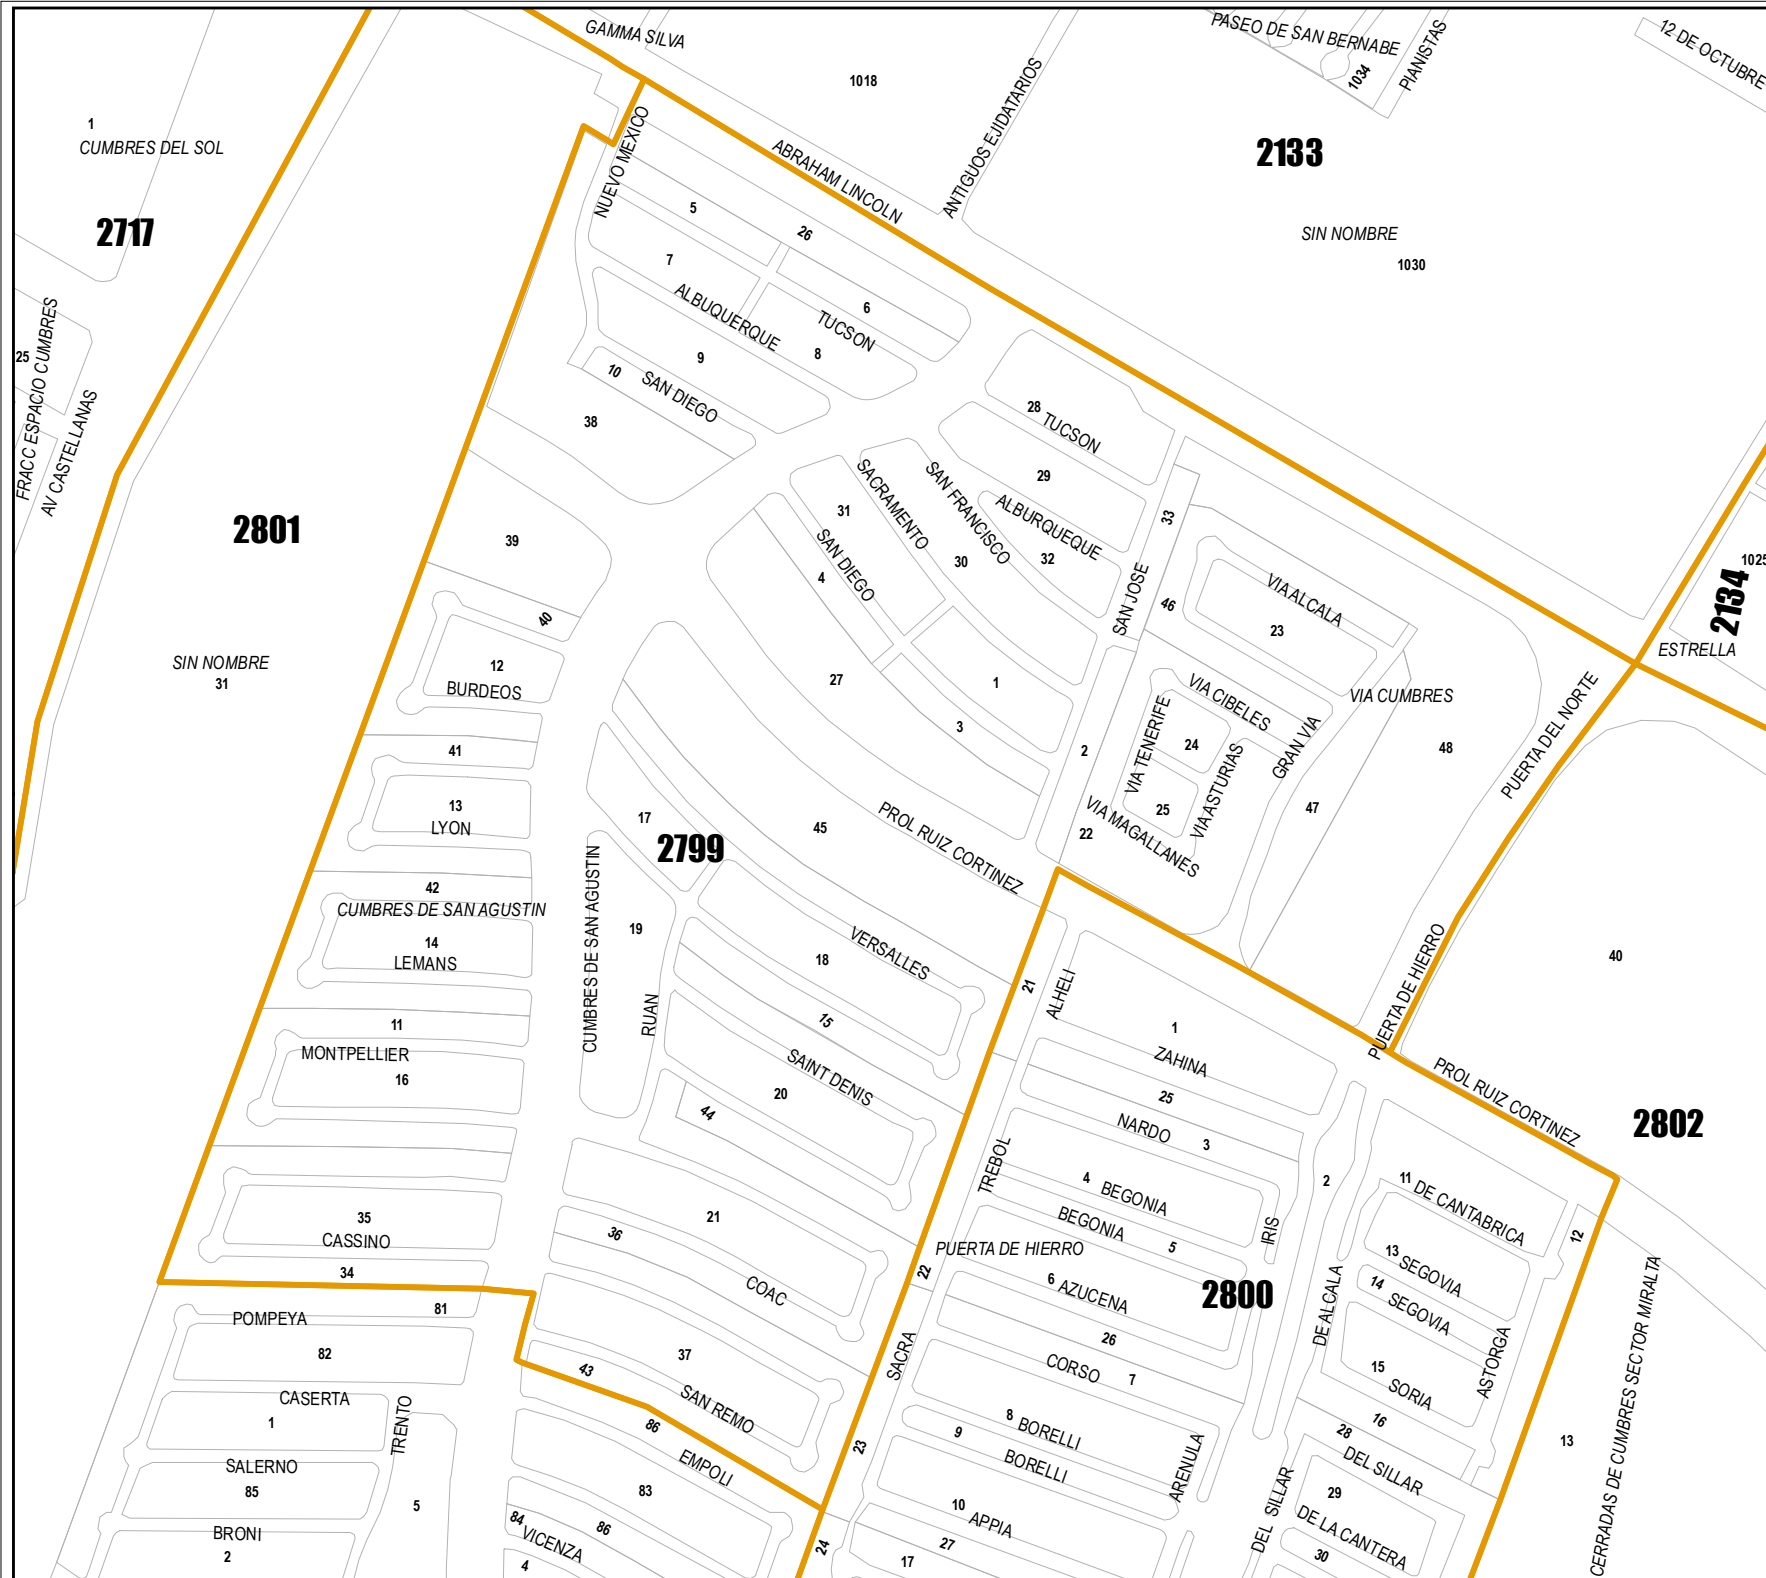 GAMMA SILVA
PASEO DE SAN BERNABE
PIANISTAS
12 DE OCTUBRE
1018
1034
ANTIGUOS EJIDATARIOS
1
CUMBRES DEL SOL
2717
NUEVO MEXICO
ABRAHAM LINCOLN
2133
SIN NOMBRE
1030
5
26
7
6
ALBUQUERQUE
TUCSON
8
9
10
SAN DIEGO
38
25
FRACC ESPACIO CUMBRES
AV CASTELLANAS
28
TUCSON
29
SACRAMENTO
SAN FRANCISCO
ALBURQUEQUE
31
SAN DIEGO
30
32
33
4
2801
39
40
SAN JOSE
46
VIA ALCALA
23
1025
2134
ESTRELLA
SIN NOMBRE
31
12
BURDEOS
27
1
3
2
VIA CIBELES
VIA TENERIFE
24
VIA ASTURIAS
GRAN VIA
VIA CUMBRES
48
PUERTA DEL NORTE
41
13
LYON
17
2799
45
PROL RUIZ CORTINEZ
25
VIA MAGALLANES
22
47
42
CUMBRES DE SAN AGUSTIN
14
LEMANS
CUMBRES DE SAN AGUSTIN
19
RUAN
18
VERSALLES
21
ALHELI
PUERTA DE HIERRO
40
11
MONTPELLIER
16
15
SAINT DENIS
20
44
1
ZAHINA
25
NARDO
3
PROL RUIZ CORTINEZ
2802
TREBOL
4
BEGONIA
BEGONIA
5
IRIS
2
11
DE CANTABRICA
12
35
CASSINO
34
21
36
COAC
22
PUERTA DE HIERRO
6
AZUCENA
2800
DE ALCALA
13
SEGOVIA
14
SEGOVIA
CERRADAS DE CUMBRES SECTOR MIRALTA
81
POMPEYA
82
37
43
SAN REMO
SACRA
26
CORSO
7
15
SORIA
ASTORGA
CASERTA
1
TRENTO
86
EMPOLI
23
8
BORELLI
9
BORELLI
ARENULA
16
28
DEL SILLAR
13
SALERNO
85
5
83
10
APPIA
DEL SILLAR
29
DE LA CANTERA
BRONI
2
84
VICENZA
86
4
24
27
17
30